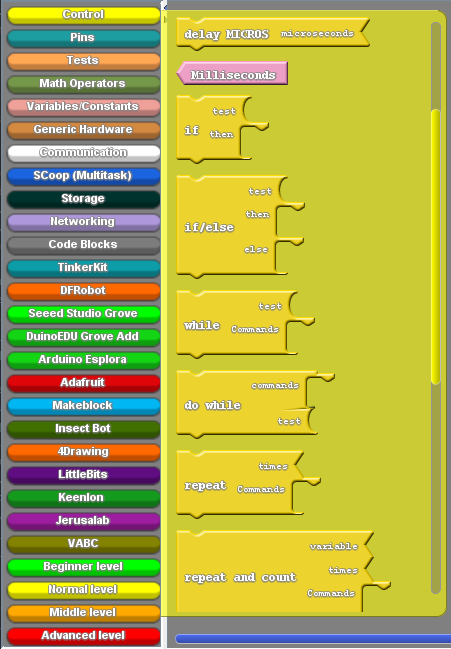 Control
Pins
Tests
Math Operators
Variables/Constants
Generic Hardware
Communication
SCoop (Multitask)
Storage
Networking
Code Blocks
TinkerKit
DFRobot
Seeed Studio Grove
DuinoEDU Grove Add
Arduino Esplora
Adafruit
Makeblock
Insect Bot
4Drawing
LittleBits
Keenlon
Jerusalab
VABC
Beginner level
Normal level
Middle level
Advanced level
delay MICROS microseconds
Milliseconds
test
if then
test
then
if/else
else
test
while Commands
commands
do while
test
times
repeat Commands
variable
times
repeat and count
Commands